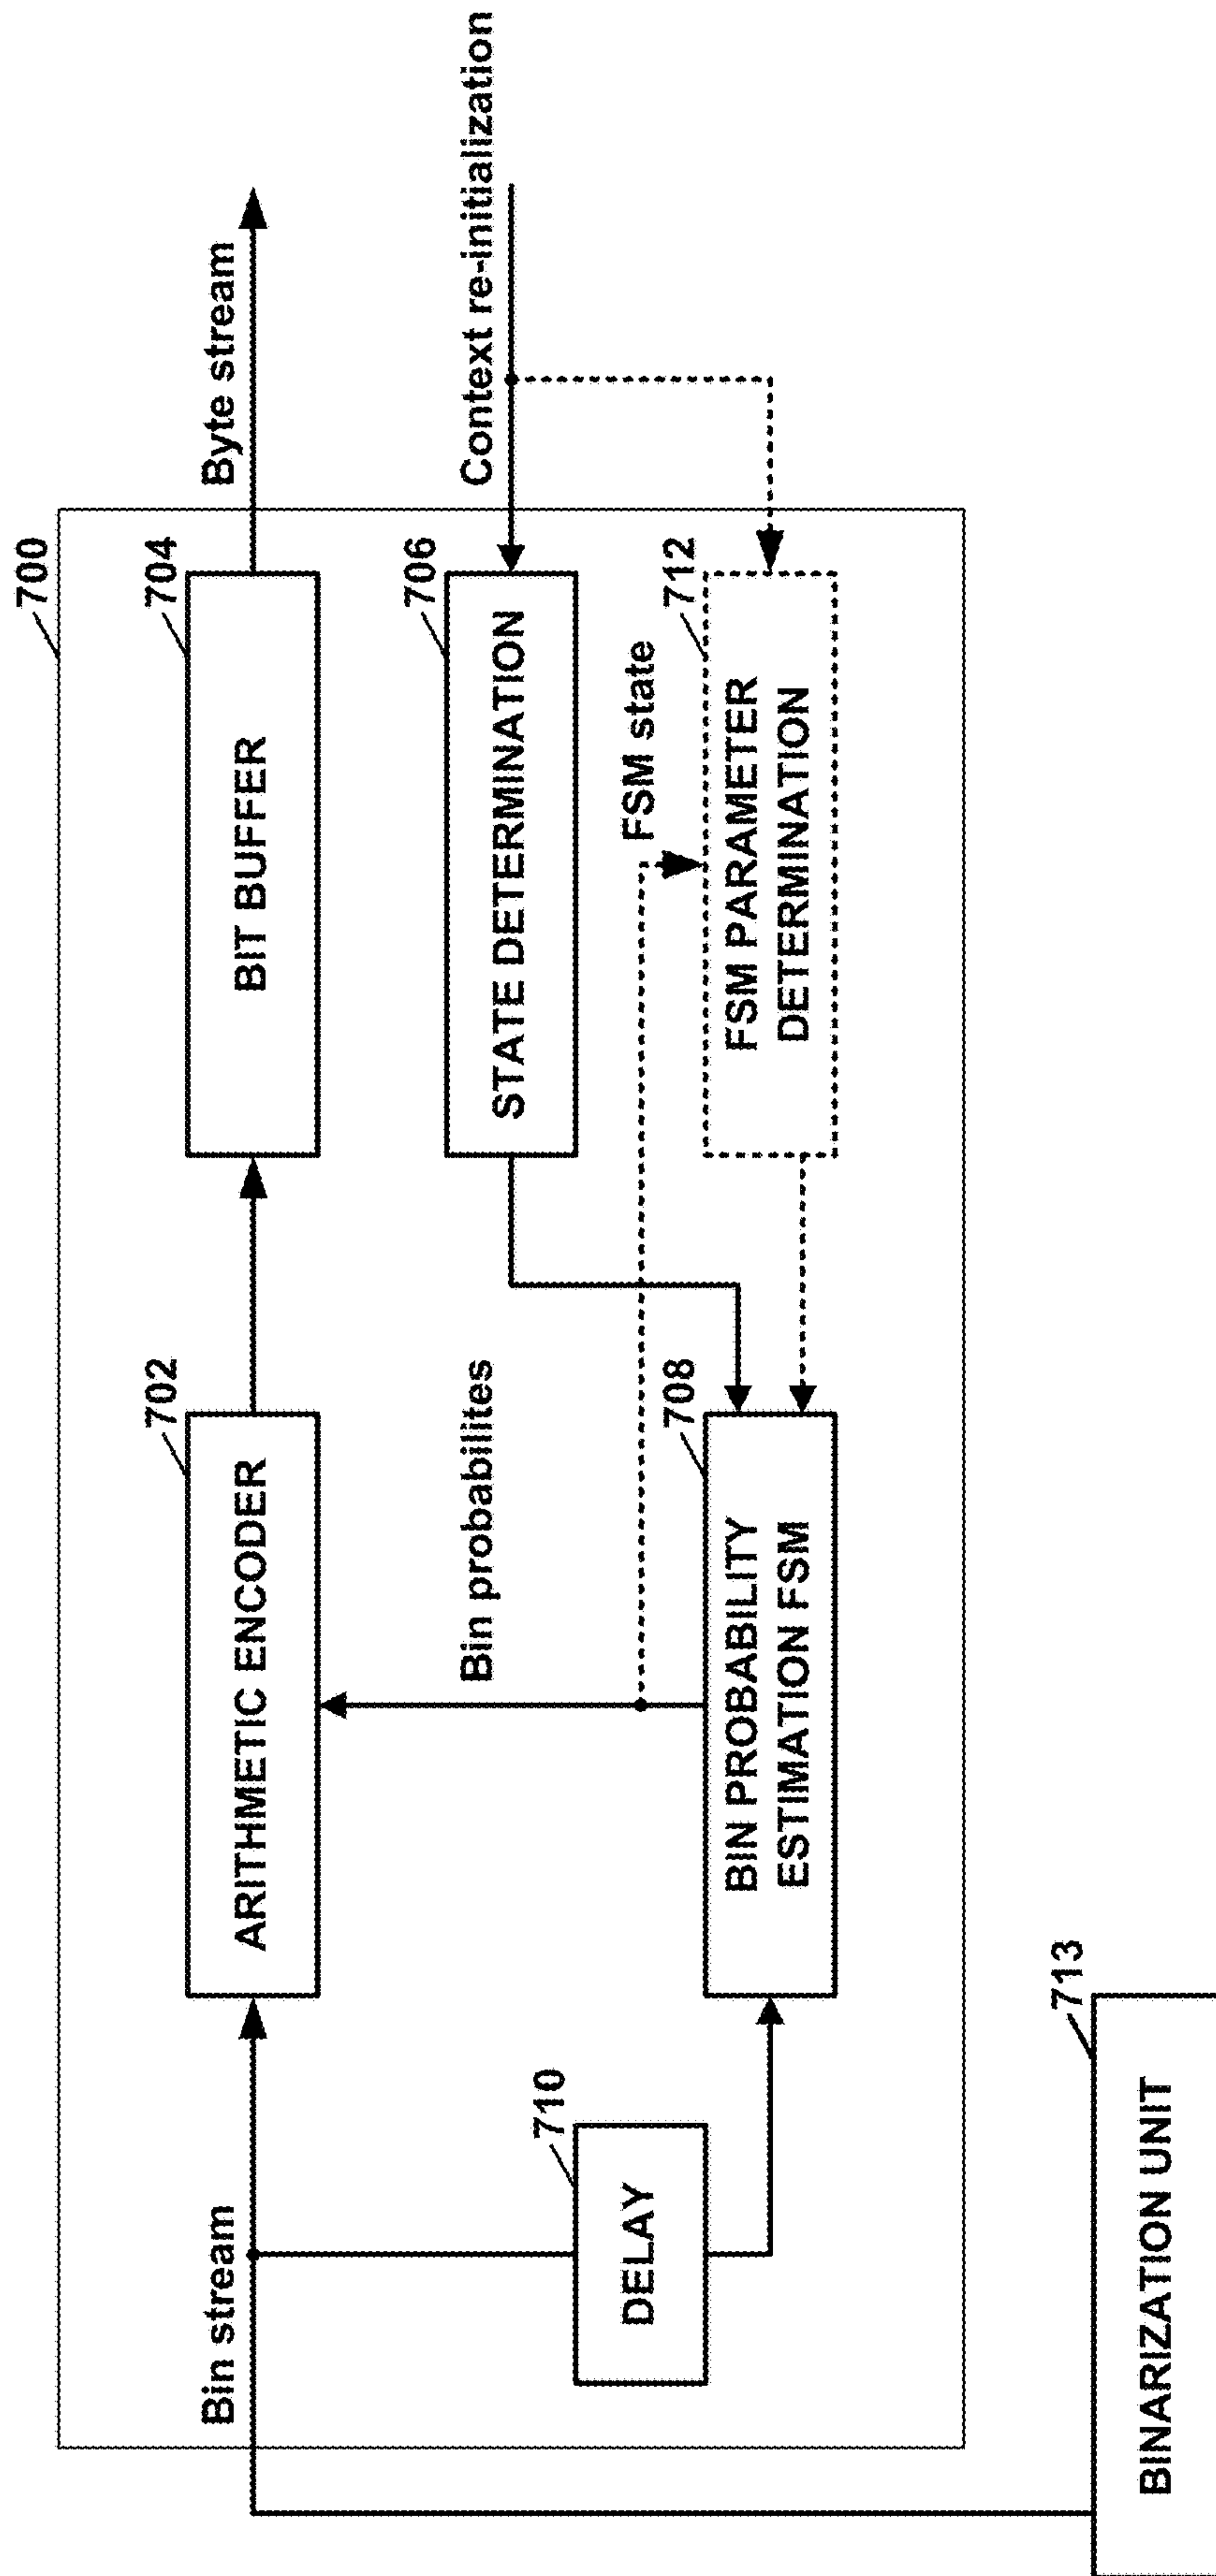 700
Bin stream
702
ARITHMETIC ENCODER
704
BIT BUFFER
Byte stream
Bin probabilites
706
STATE DETERMINATION
Context re-initialization
710
DELAY
FSM state
708
BIN PROBABILITY
ESTIMATION FSM
712
FSM PARAMETER
DETERMINATION
713
BINARIZATION UNIT